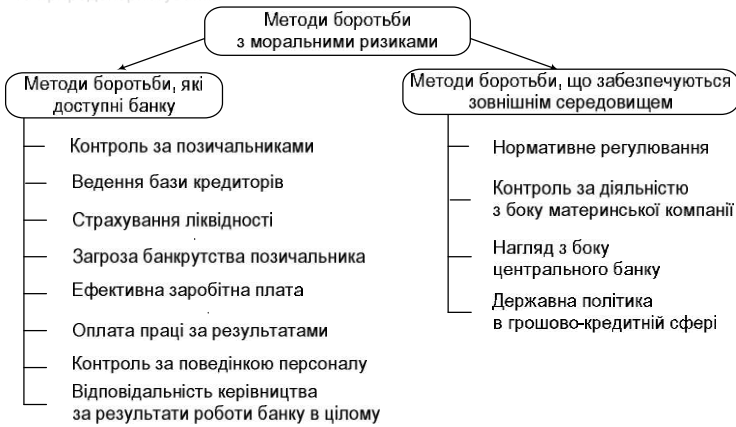 Методи боротьби
з моральними ризиками
Методи боротьби, які
доступні банку
Контроль за позичальниками
Ведення бази кредиторів
Страхування ліквідності
Загроза банкрутства позичальника
Ефективна заробітна плата
Оплата праці за результатами
Контроль за поведінкою персоналу
Відповідальність керівництва
за результати роботи банку в цілому
Методи боротьби, що забезпечуються
зовнішнім середовищем
Нормативне регулювання
Контроль за діяльністю
з боку материнської компанії
Нагляд з боку
центрального банку
Державна політика
в грошово-кредитній сфері